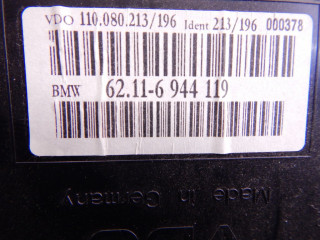 VDO 110.080.213/196 Ident 213/196 000378
BMW 62.11-6 944 119
Made in Germany